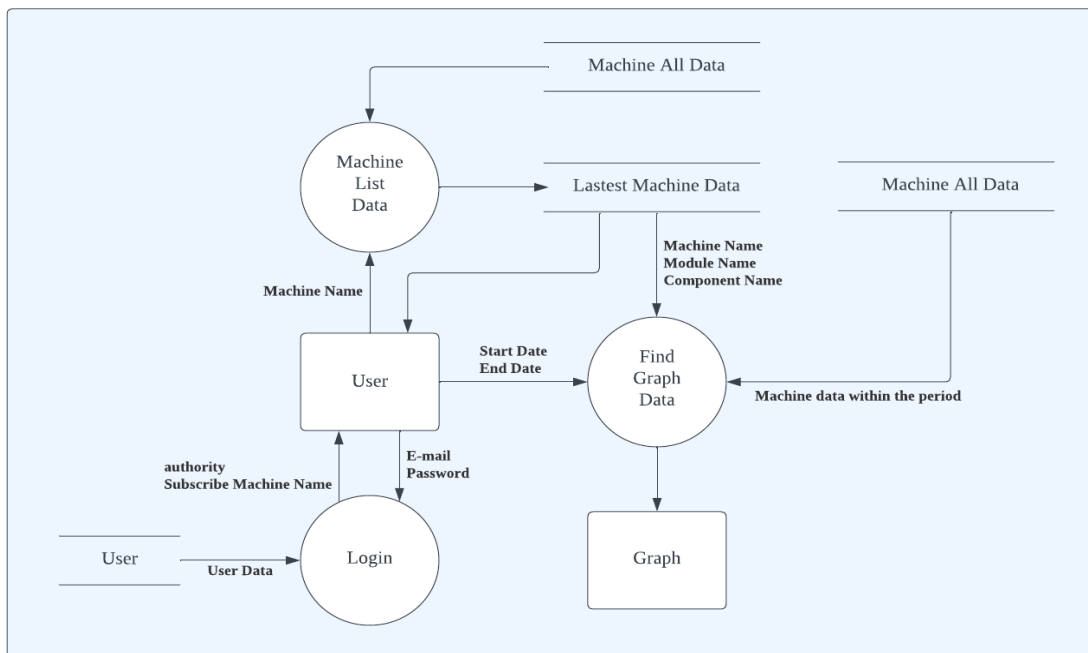 Machine All Data
Machine
List
Data
Lastest Machine Data
Machine All Data
Machine Name
Module Name
Component Name
Machine Name
Start Date
End Date
User
Find
Graph
Data
Machine data within the period
E-mail
Password
authority
Subscribe Machine Name
User
User Data
Login
Graph